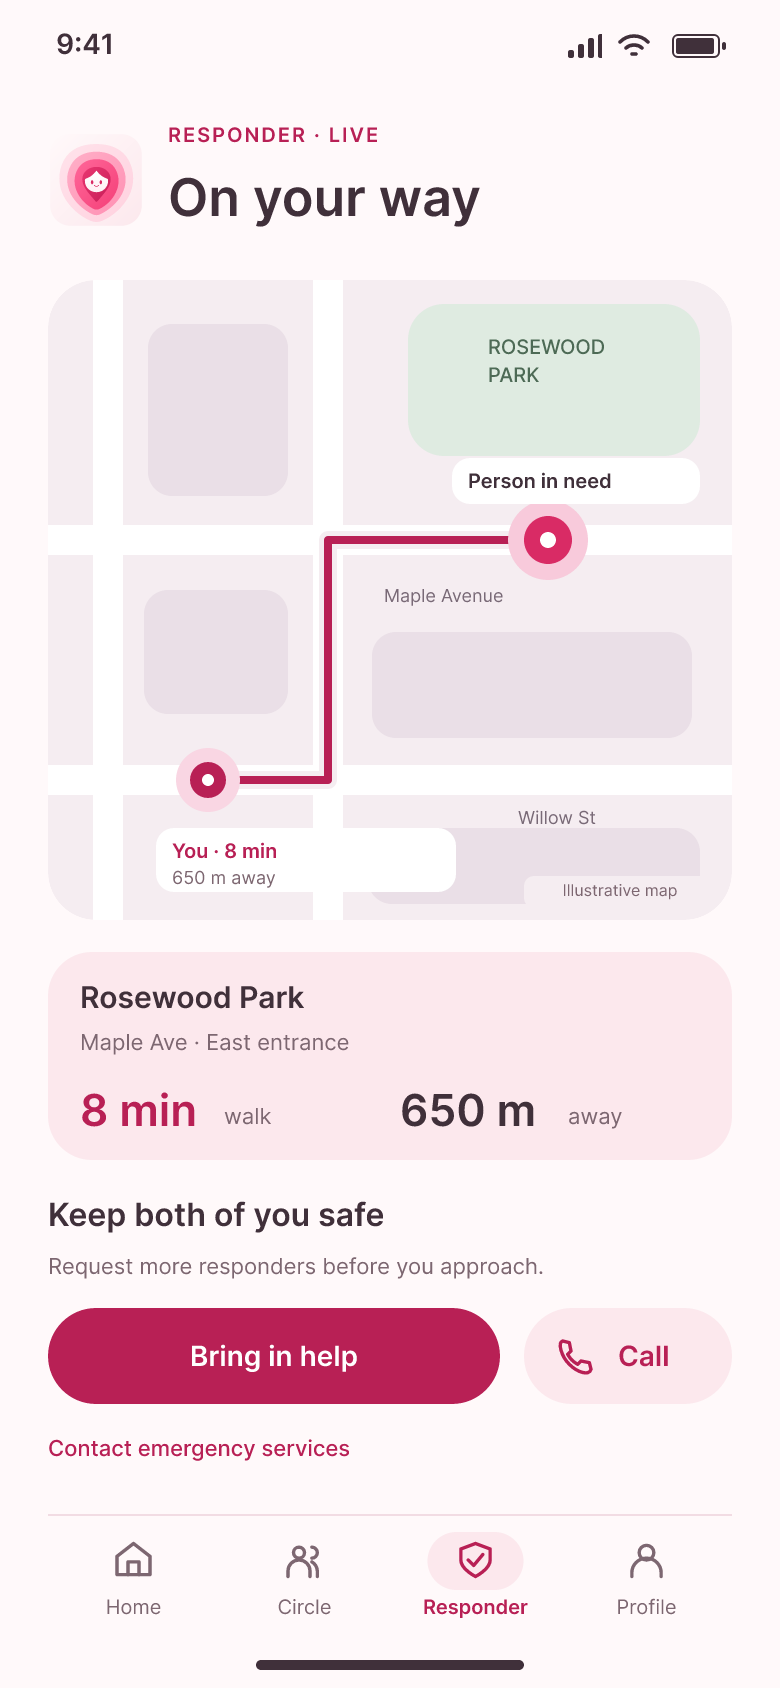 9:41
RESPONDER · LIVE
On your way
ROSEWOOD
PARK
Person in need
Maple Avenue
Willow St
You · 8 min
650 m away
Illustrative map
Rosewood Park
Maple Ave · East entrance
8 min walk 650 m away
Keep both of you safe
Request more responders before you approach.
Bring in help Call
Contact emergency services
Home Circle Responder Profile